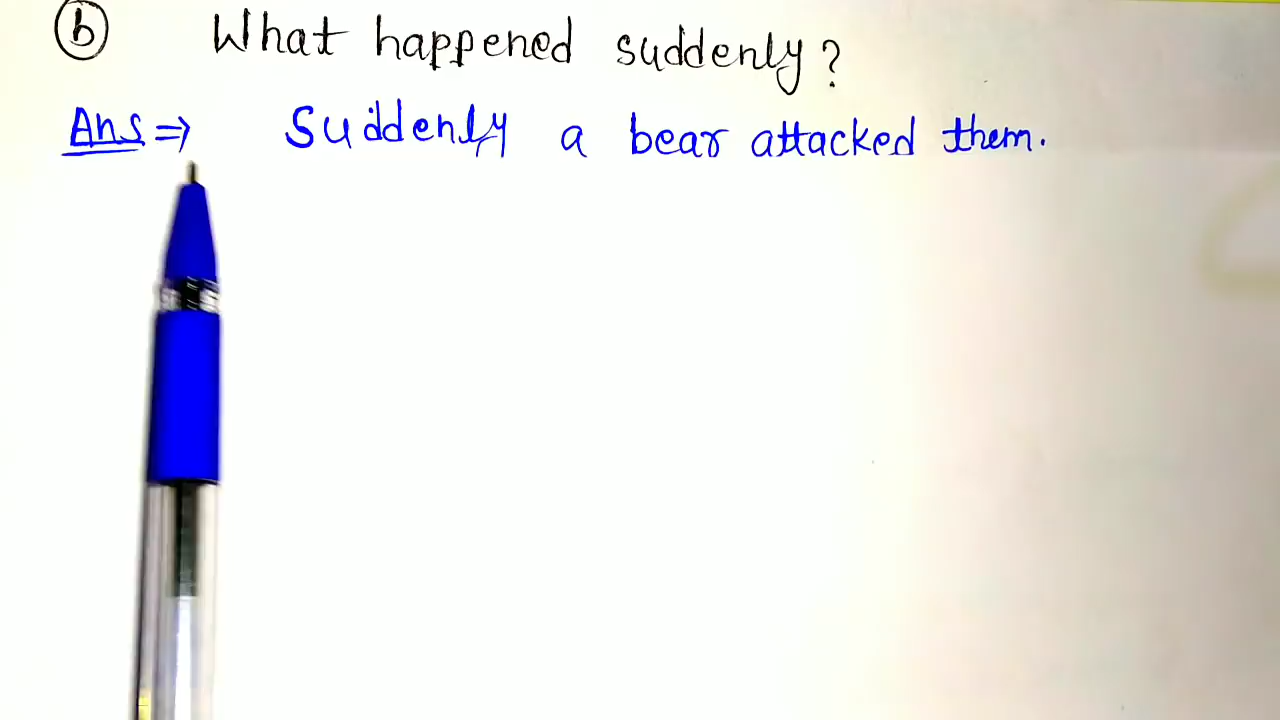 ⓑ What happened suddenly?
Ans ⇒ Suddenly a bear attacked them.